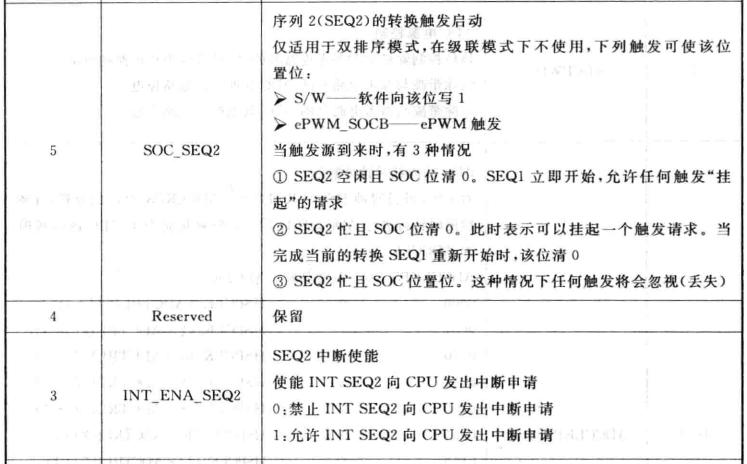 序列 2(SEQ2)的转换触发启动
仅适用于双排序模式,在级联模式下不使用,下列触发可使该位
置位:
➢ S/W——软件向该位写 1
➢ ePWM_SOCB——ePWM 触发
5 SOC_SEQ2 当触发源到来时,有 3 种情况
① SEQ2 空闲且 SOC 位清 0。SEQ1 立即开始,允许任何触发“挂
起”的请求
② SEQ2 忙且 SOC 位清 0。此时表示可以挂起一个触发请求。当
完成当前的转换 SEQ1 重新开始时,该位清 0
③ SEQ2 忙且 SOC 位置位。这种情况下任何触发将会忽视(丢失)
4 Reserved 保留
SEQ2 中断使能
使能 INT SEQ2 向 CPU 发出中断申请
3 INT_ENA_SEQ2
0:禁止 INT SEQ2 向 CPU 发出中断申请
1:允许 INT SEQ2 向 CPU 发出中断申请